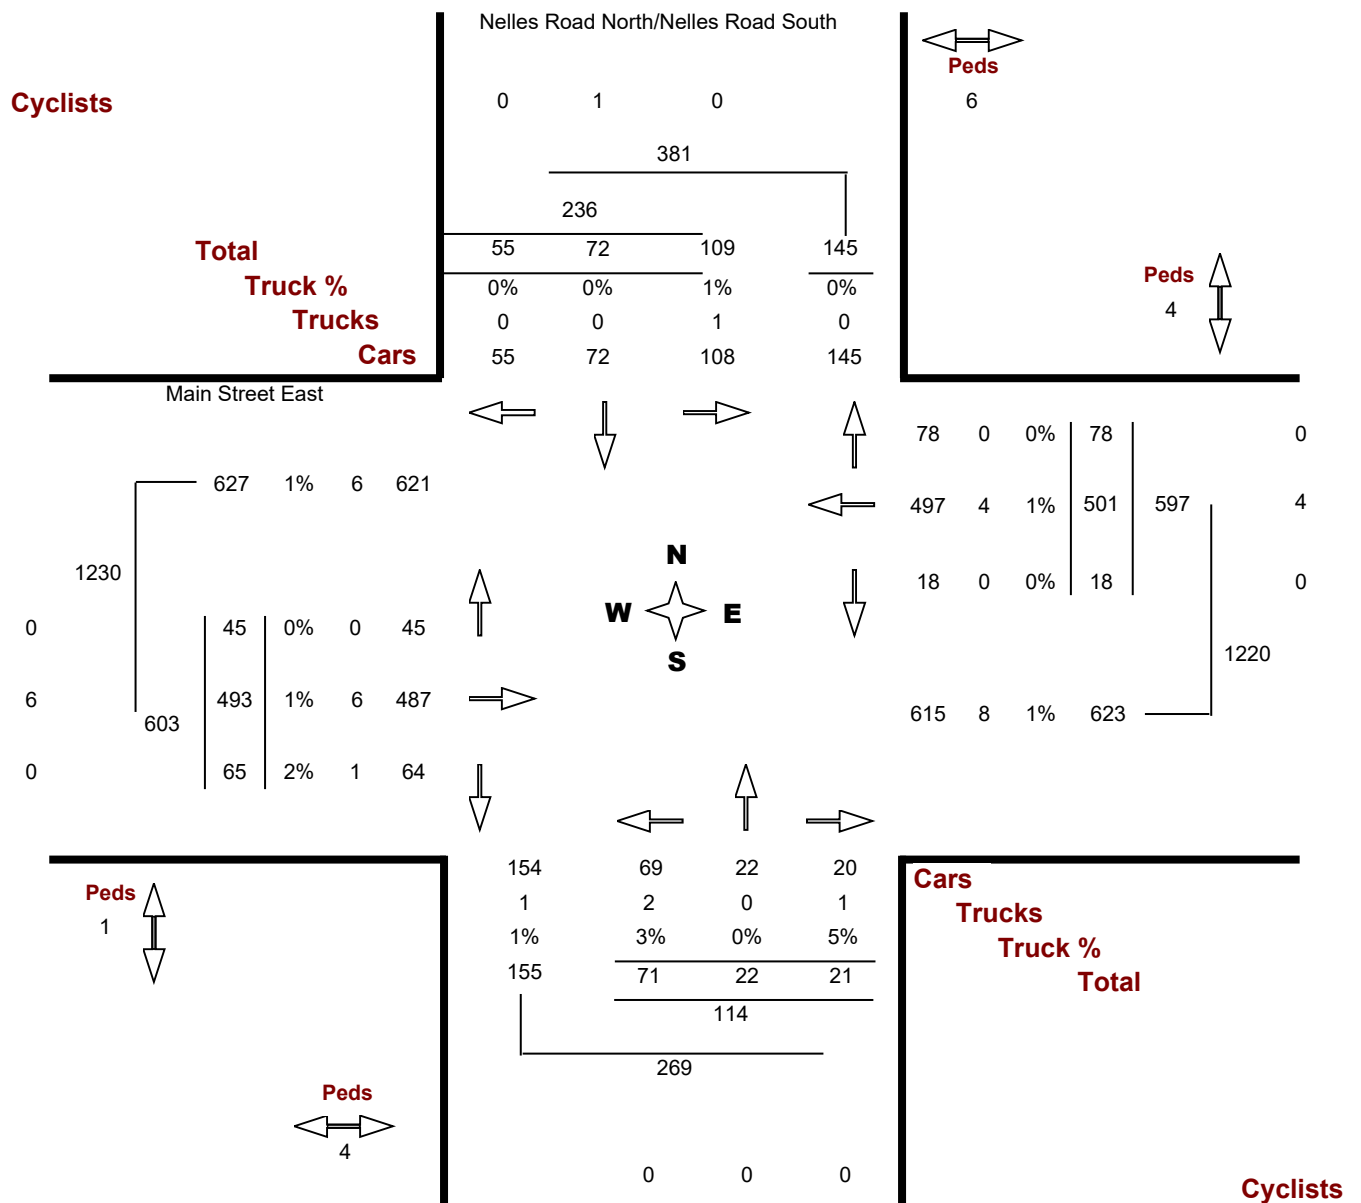 Nelles Road North/Nelles Road South
Peds
6
Cyclists 0 1 0
381
236
Total 55 72 109 145
Truck % 0% 0% 1% 0%
Trucks 0 0 1 0
Cars 55 72 108 145
Peds
4
Main Street East
78 0 0% 78 0
627 1% 6 621
497 4 1% 501 597 4
N
1230
18 0 0% 18 0
W E
0 45 0% 0 45
S
1220
6 493 1% 6 487
603
615 8 1% 623
0 65 2% 1 64
154 69 22 20 Cars
1 2 0 1 Trucks
1% 3% 0% 5% Truck %
155 71 22 21 Total
Peds
1
114
269
Peds
4
0 0 0
Cyclists